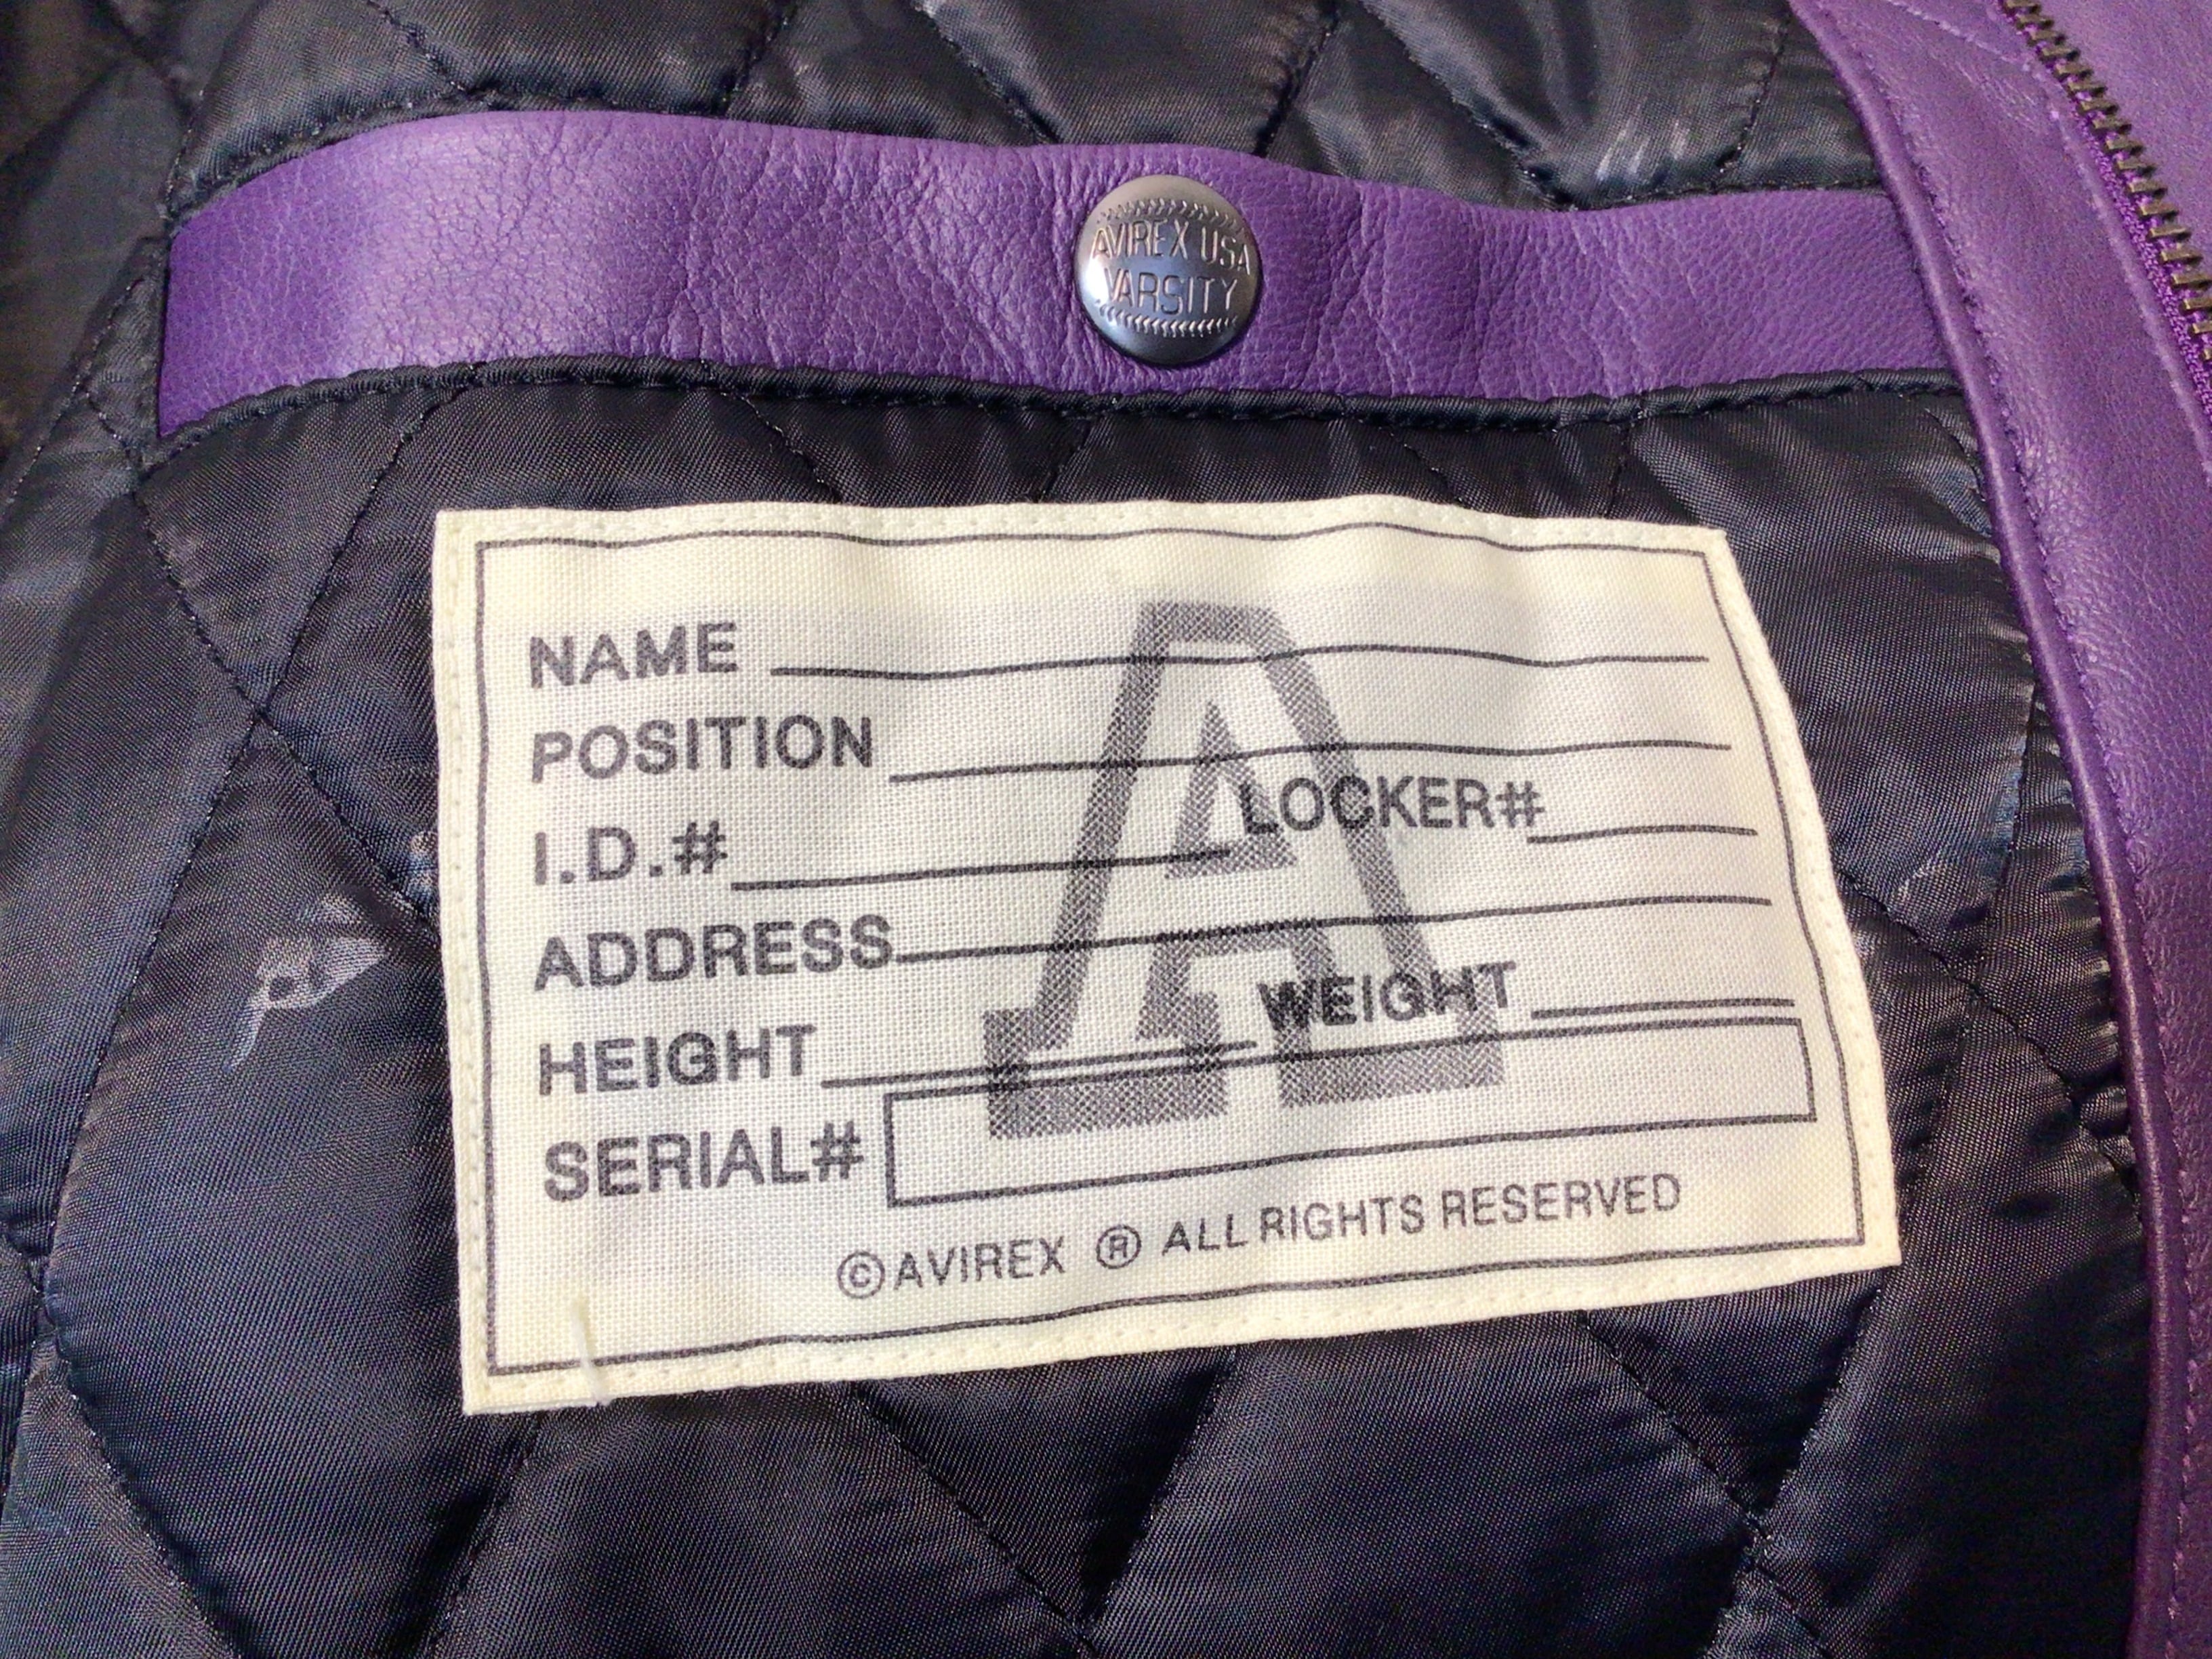 AVIREX USA
VARSITY
NAME
POSITION
I.D.# LOCKER#
ADDRESS
HEIGHT WEIGHT
SERIAL#
©AVIREX ® ALL RIGHTS RESERVED
A